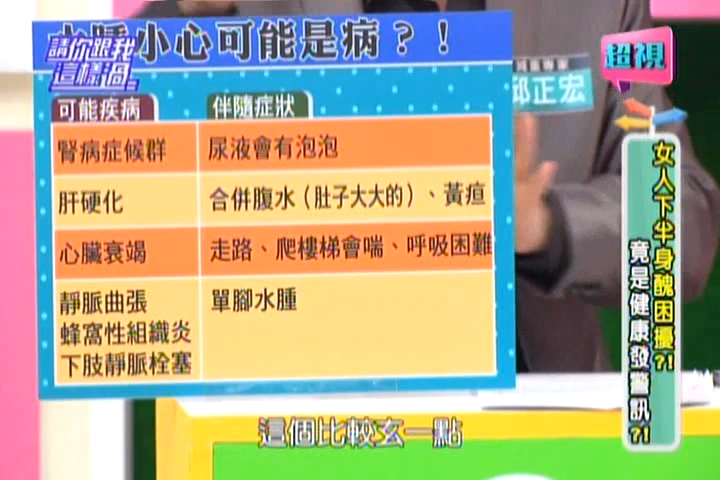 小心可能是病？！
請你跟我
這樣過
超視
邱正宏
可能疾病 伴隨症狀
腎病症候群 尿液會有泡泡
肝硬化 合併腹水（肚子大大的）、黃疸
心臟衰竭 走路、爬樓梯會喘、呼吸困難
靜脈曲張 單腳水腫
蜂窩性組織炎
下肢靜脈栓塞
女人下半身醜困擾?!
竟是健康發警訊?!
這個比較玄一點